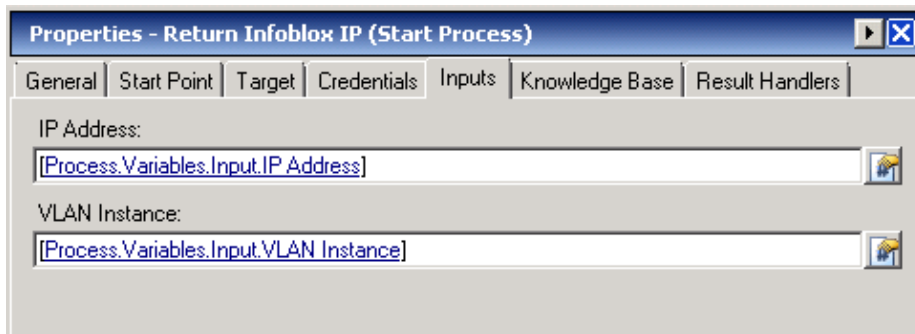 Properties - Return Infoblox IP (Start Process)
General Start Point Target Credentials Inputs Knowledge Base Result Handlers
IP Address:
[Process.Variables.Input.IP Address]
VLAN Instance:
[Process.Variables.Input.VLAN Instance]